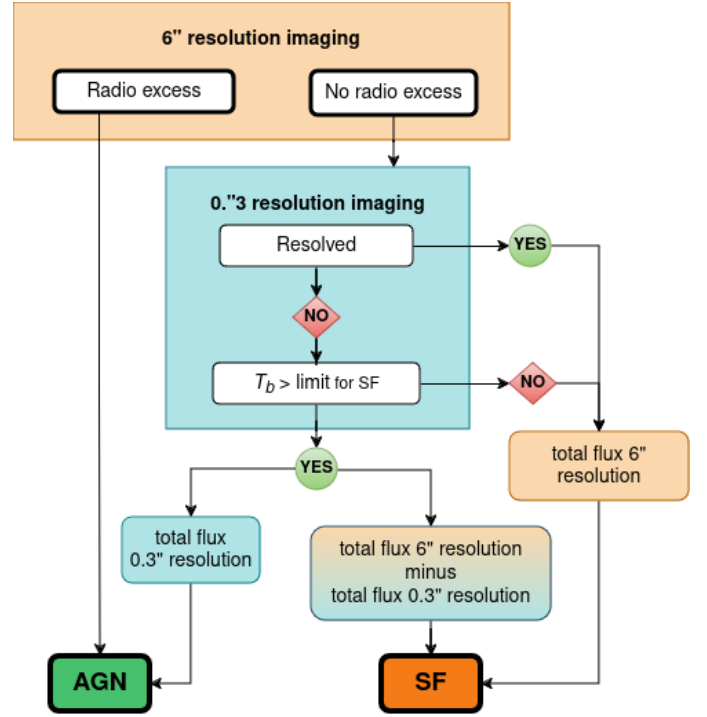 6" resolution imaging
Radio excess
No radio excess
0."3 resolution imaging
Resolved
YES
NO
T_b > limit for SF
NO
YES
total flux 6"
resolution
total flux
0.3" resolution
total flux 6" resolution
minus
total flux 0.3" resolution
AGN
SF